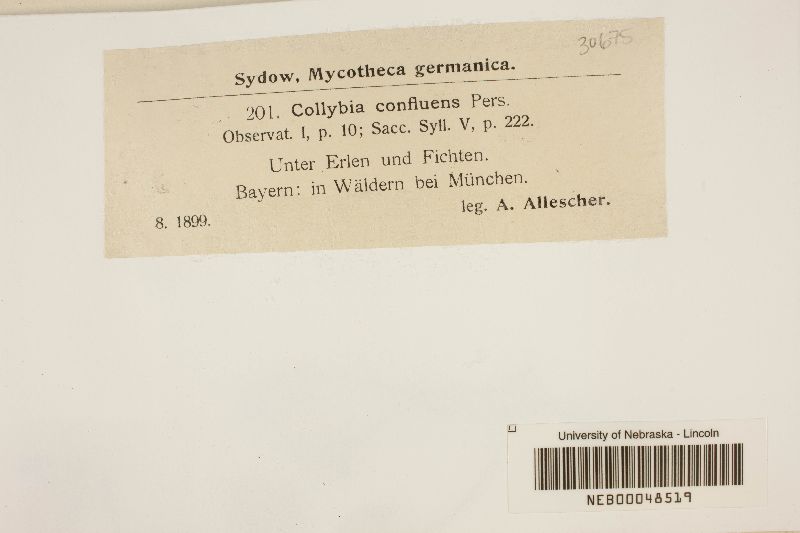 30675
Sydow, Mycotheca germanica.
201. Collybia confluens Pers.
Observat. I, p. 10; Sacc. Syll. V, p. 222.
Unter Erlen und Fichten.
Bayern: in Wäldern bei München.
8. 1899.
leg. A. Allescher.
University of Nebraska - Lincoln
NEB00048519